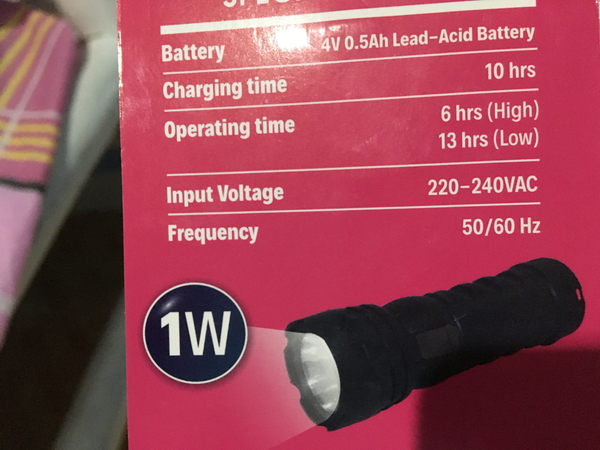 Battery 4V 0.5Ah Lead-Acid Battery
Charging time 10 hrs
Operating time 6 hrs (High)
13 hrs (Low)
Input Voltage 220-240VAC
Frequency 50/60 Hz
1W